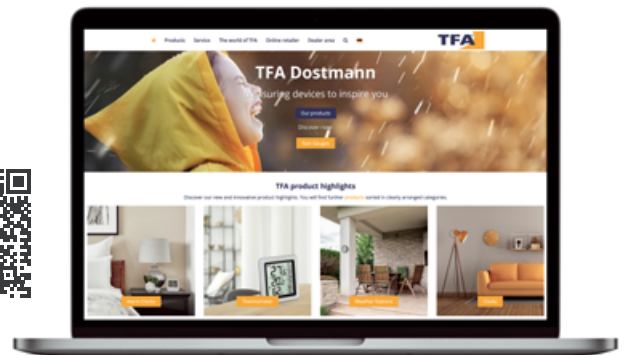 Products Service The world of TFA Online retailer Dealer area
TFA
TFA Dostmann
suring devices to inspire you
Our products
Discover now
Rain Gauges
TFA product highlights
Discover our new and innovative product highlights. You will find further products sorted in clearly arranged categories.
Alarm Clocks
Thermometer
Weather Stations
Clocks